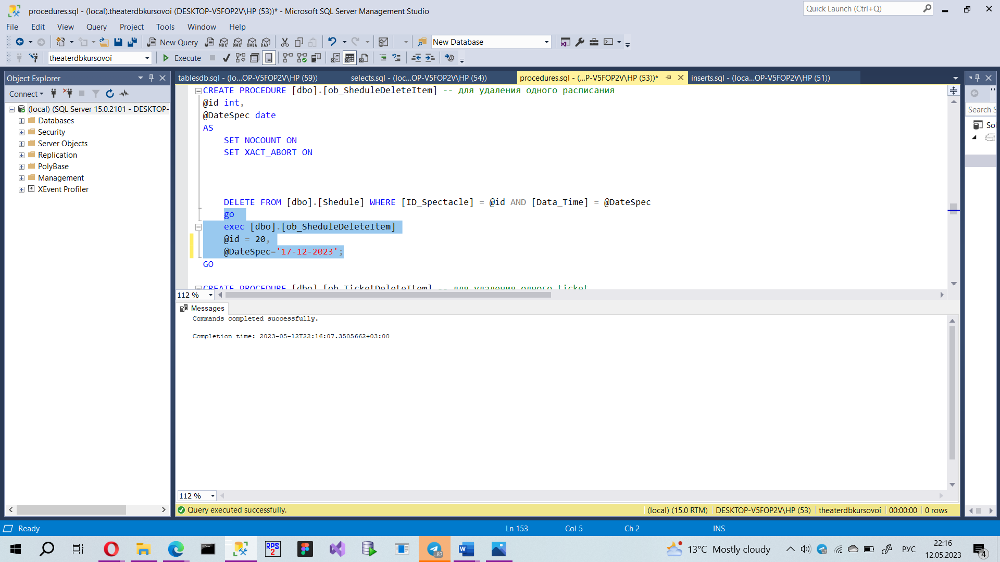 procedures.sql - (local).theaterdbkursovoi (DESKTOP-V5FOP2V\HP (53))* - Microsoft SQL Server Management Studio
Quick Launch (Ctrl+Q)
File Edit View Query Project Tools Window Help
New Query MDX DMX XMLA DAX New Database
theaterdbkursovoi Execute
Object Explorer
Connect
(local) (SQL Server 15.0.2101 - DESKTOP-
Databases
Security
Server Objects
Replication
PolyBase
Management
XEvent Profiler
tablesdb.sql - (lo...OP-V5FOP2V\HP (59)) selects.sql - (loc...OP-V5FOP2V\HP (54)) procedures.sql - (...P-V5FOP2V\HP (53))* inserts.sql - (loca...OP-V5FOP2V\HP (51))
CREATE PROCEDURE [dbo].[ob_SheduleDeleteItem] -- для удаления одного расписания
@id int,
@DateSpec date
AS
SET NOCOUNT ON
SET XACT_ABORT ON
DELETE FROM [dbo].[Shedule] WHERE [ID_Spectacle] = @id AND [Data_Time] = @DateSpec
go
exec [dbo].[ob_SheduleDeleteItem]
@id = 20,
@DateSpec='17-12-2023';
GO
CREATE PROCEDURE [dbo].[ob_TicketDeleteItem] -- для удаления одного ticket
112 %
Messages
Commands completed successfully.
Completion time: 2023-05-12T22:16:07.3505662+03:00
112 %
Query executed successfully. (local) (15.0 RTM) DESKTOP-V5FOP2V\HP (53) theaterdbkursovoi 00:00:00 0 rows
Search S
Sol
Ready Ln 153 Col 5 Ch 2 INS
RPS 2
..87
13°C Mostly cloudy
РУС
22:16
12.05.2023
4